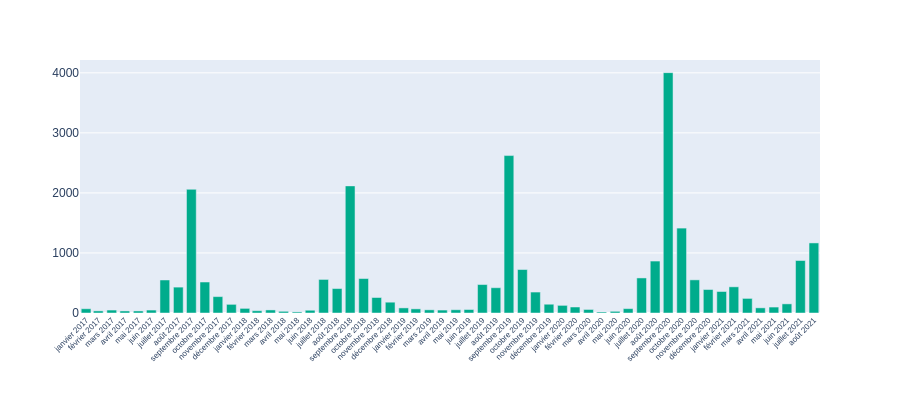 4000
3000
2000
1000
0
janvier 2017
février 2017
mars 2017
avril 2017
mai 2017
juin 2017
juillet 2017
août 2017
septembre 2017
octobre 2017
novembre 2017
décembre 2017
janvier 2018
février 2018
mars 2018
avril 2018
mai 2018
juin 2018
juillet 2018
août 2018
septembre 2018
octobre 2018
novembre 2018
décembre 2018
janvier 2019
février 2019
mars 2019
avril 2019
mai 2019
juin 2019
juillet 2019
août 2019
septembre 2019
octobre 2019
novembre 2019
décembre 2019
janvier 2020
février 2020
mars 2020
avril 2020
mai 2020
juin 2020
juillet 2020
août 2020
septembre 2020
octobre 2020
novembre 2020
décembre 2020
janvier 2021
février 2021
mars 2021
avril 2021
mai 2021
juin 2021
juillet 2021
août 2021